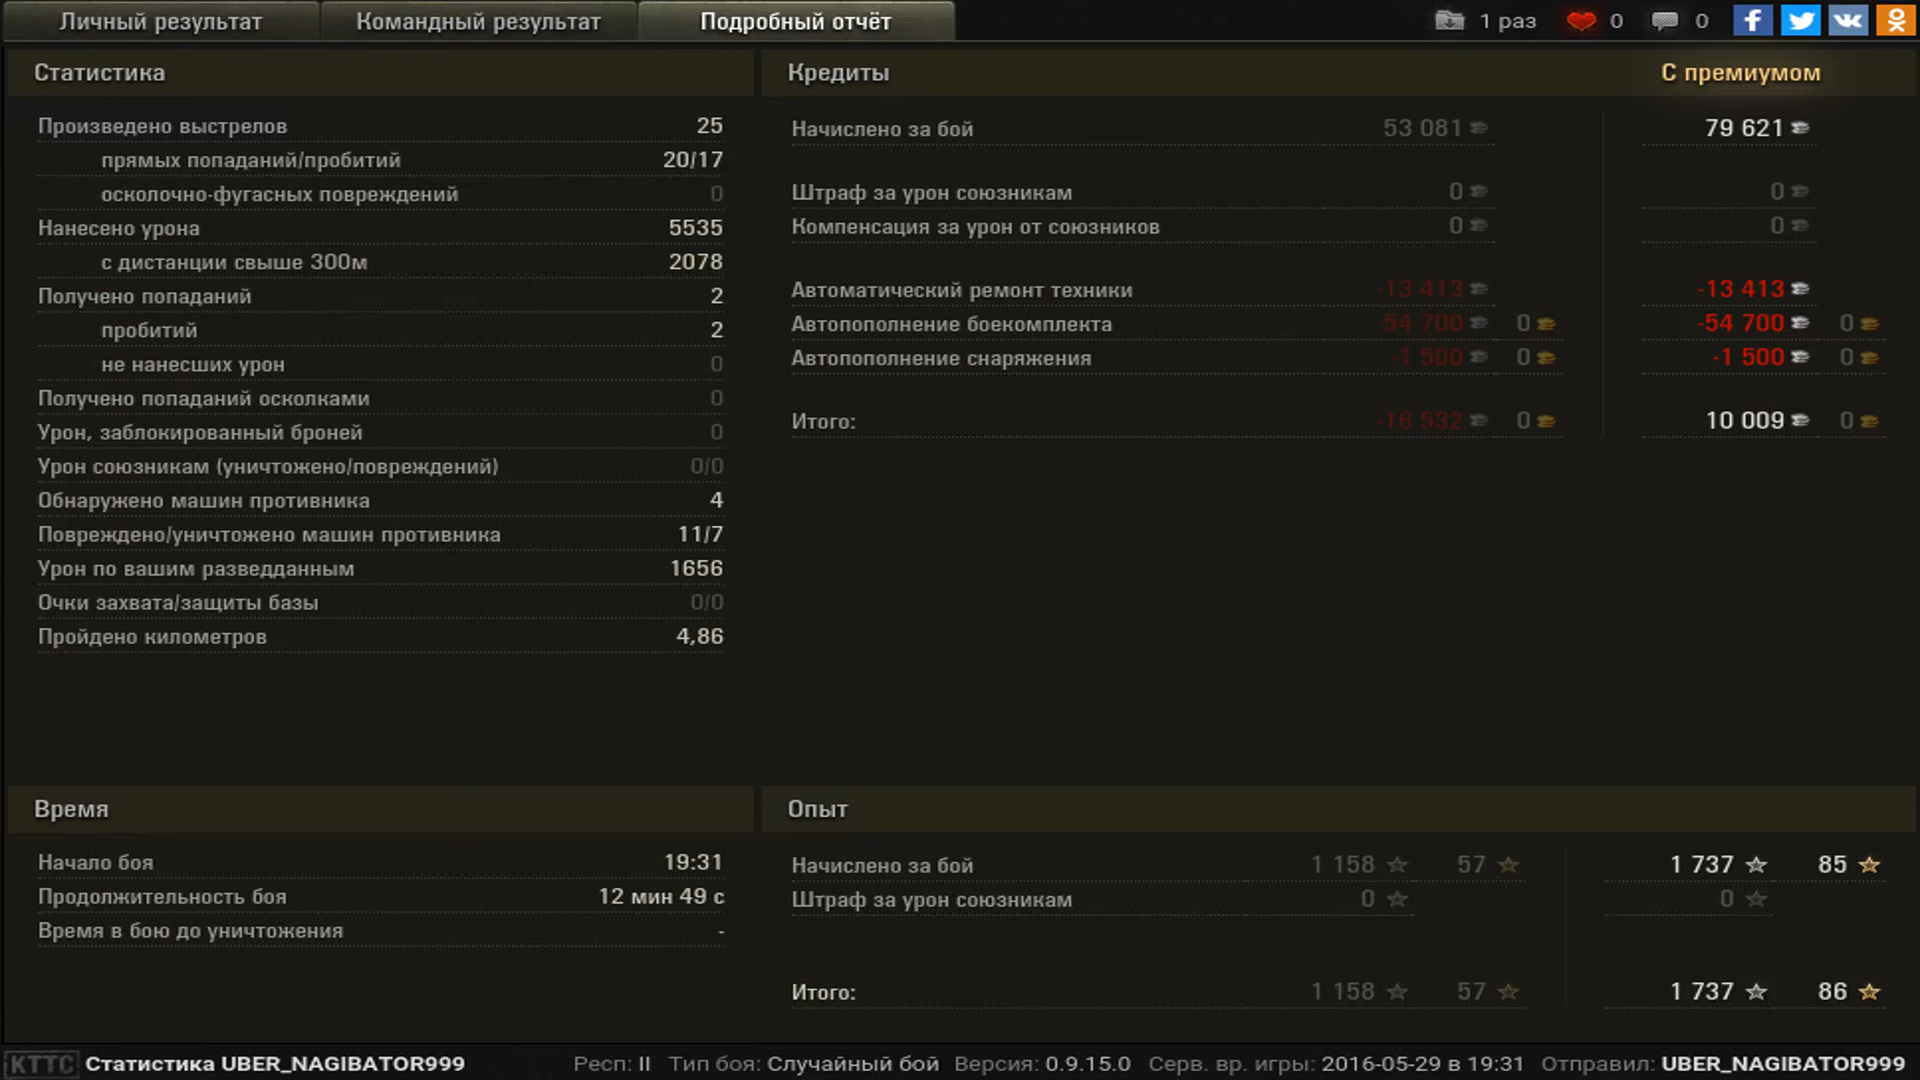 Личный результат
Командный результат
Подробный отчёт
1 раз
0
0
Статистика
Произведено выстрелов 25
прямых попаданий/пробитий 20/17
осколочно-фугасных повреждений 0
Нанесено урона 5535
с дистанции свыше 300м 2078
Получено попаданий 2
пробитий 2
не нанесших урон 0
Получено попаданий осколками 0
Урон, заблокированный броней 0
Урон союзникам (уничтожено/повреждений) 0/0
Обнаружено машин противника 4
Повреждено/уничтожено машин противника 11/7
Урон по вашим разведданным 1656
Очки захвата/защиты базы 0/0
Пройдено километров 4,86
Кредиты С премиумом
Начислено за бой 53 081 79 621
Штраф за урон союзникам 0 0
Компенсация за урон от союзников 0 0
Автоматический ремонт техники -13 413 -13 413
Автопополнение боекомплекта -54 700 0 -54 700 0
Автопополнение снаряжения -1 500 0 -1 500 0
Итого: -16 532 0 10 009 0
Время
Начало боя 19:31
Продолжительность боя 12 мин 49 с
Время в бою до уничтожения -
Опыт
Начислено за бой 1 158 57 1 737 85
Штраф за урон союзникам 0 0
Итого: 1 158 57 1 737 86
КТТС Статистика UBER_NAGIBATOR999 Респ: II Тип боя: Случайный бой Версия: 0.9.15.0 Серв. вр. игры: 2016-05-29 в 19:31 Отправил: UBER_NAGIBATOR999